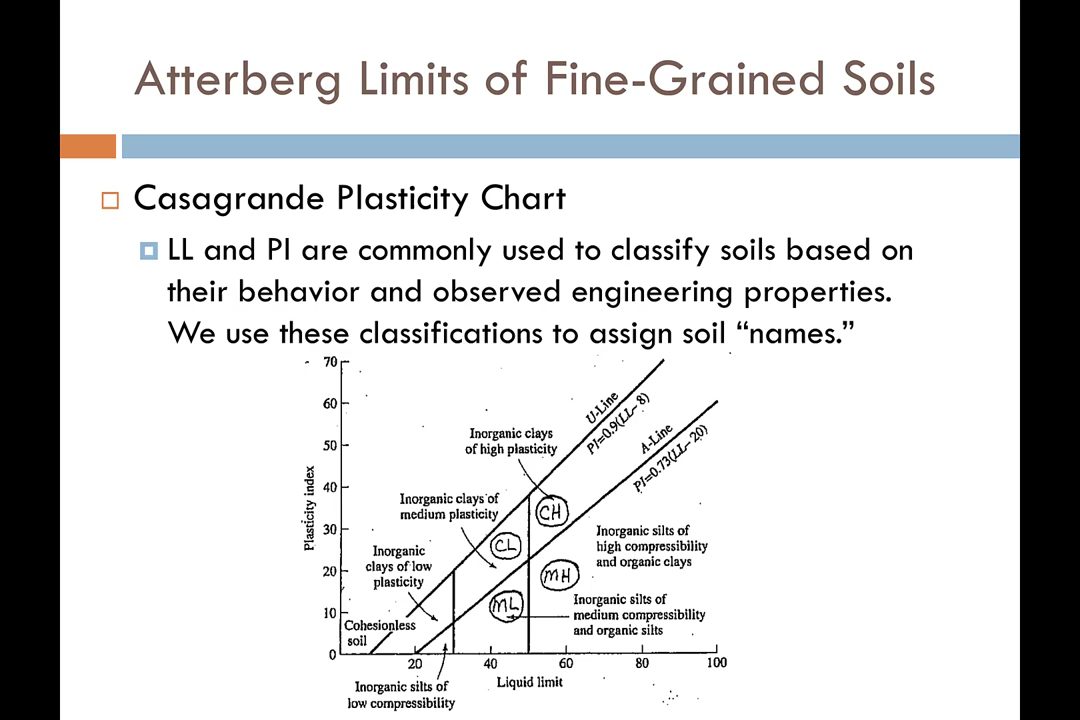 Atterberg Limits of Fine-Grained Soils
Casagrande Plasticity Chart
LL and PI are commonly used to classify soils based on
their behavior and observed engineering properties.
We use these classifications to assign soil “names.”
70
60
50
40
30
20
10
0
Plasticity index
U-Line
PI=0.9(LL-8)
A-Line
PI=0.73(LL-20)
Inorganic clays
of high plasticity
CH
Inorganic clays of
medium plasticity
CL
Inorganic silts of
high compressibility
and organic clays
Inorganic
clays of low
plasticity
MH
ML
Inorganic silts of
medium compressibility
and organic silts
Cohesionless
soil
20
40
60
80
100
Liquid limit
Inorganic silts of
low compressibility